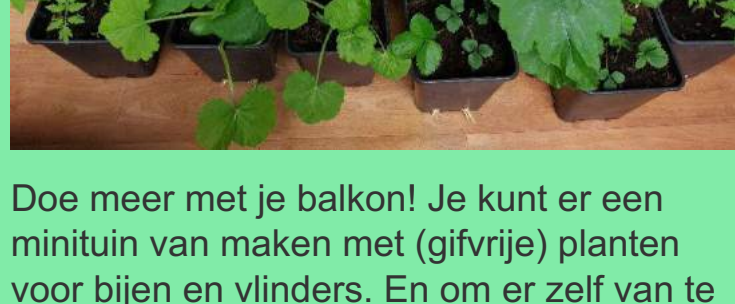 Doe meer met je balkon! Je kunt er een
minituin van maken met (gifvrije) planten
voor bijen en vlinders. En om er zelf van te